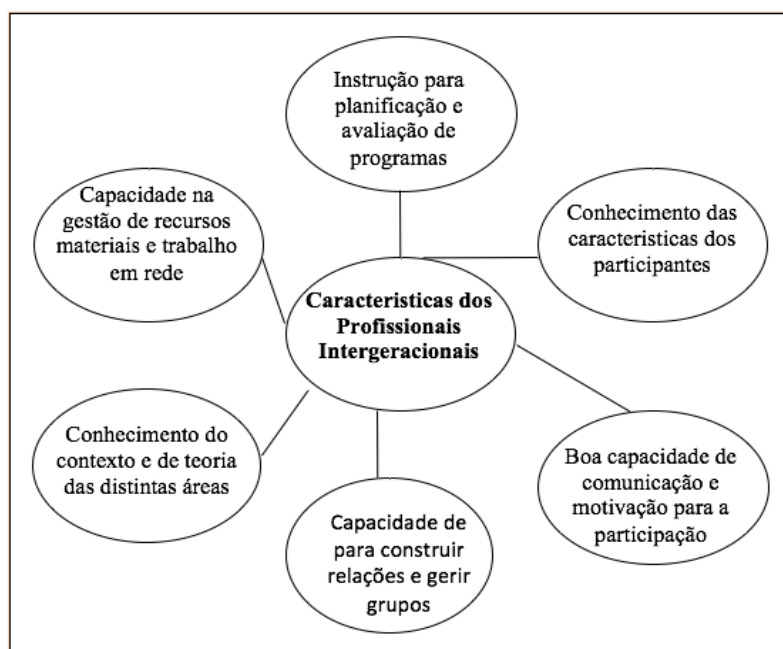 Instrução para
planificação e
avaliação de
programas
Capacidade na
gestão de recursos
materiais e trabalho
em rede
Conhecimento das
caracteristicas dos
participantes
Caracteristicas dos
Profissionais
Intergeracionais
Conhecimento do
contexto e de teoria
das distintas áreas
Boa capacidade de
comunicação e
motivação para a
participação
Capacidade de
para construir
relações e gerir
grupos